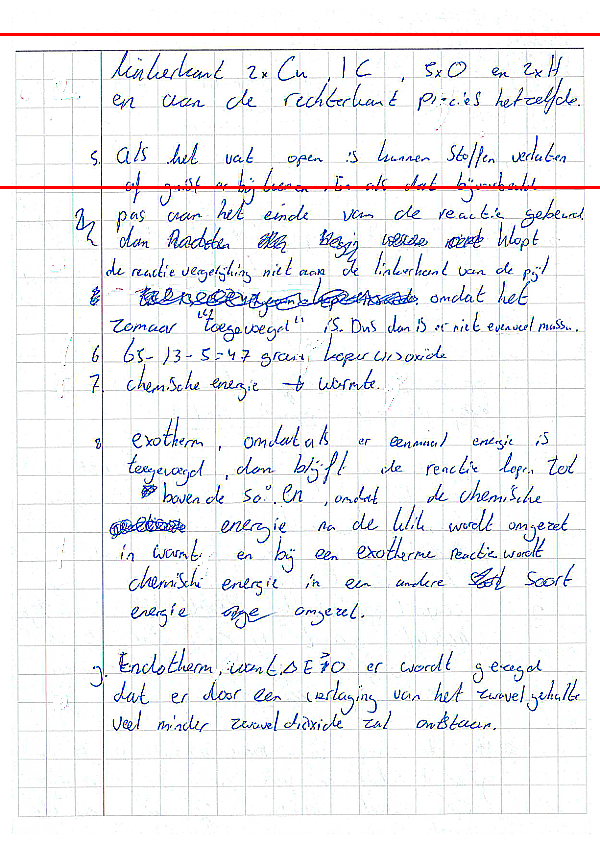 linkerkant 2x Cu, 1 C, 5x O en 2x H
en aan de rechterkant precies hetzelfde.
5. als het vat open is kunnen stoffen verlaten
of er bij komen. En als dat bijvoorbeeld
pas aan het einde van de reactie gebeurd
dan klopt
de reactie vergelijking niet aan de linkerkant van de pijl
omdat het
zomaar "toegevoegd" is. Dus dan is er niet evenveel massa.
6 65-13-5=47 gram koper
7. chemische energie → warmte.
8 exotherm, omdat als er eenmaal energie is
toegevoegd, dan blijft de reactie lopen tot
boven de 50°. En, omdat de chemische
energie na de klik wordt omgezet
in warmte en bij een exotherme reactie wordt
chemische energie in een andere soort
energie omgezet.
9. Endotherm, want ΔE>0 er wordt gezegd
dat er door een verlaging van het zwavelgehalte
veel minder zwaveldioxide zal ontstaan.